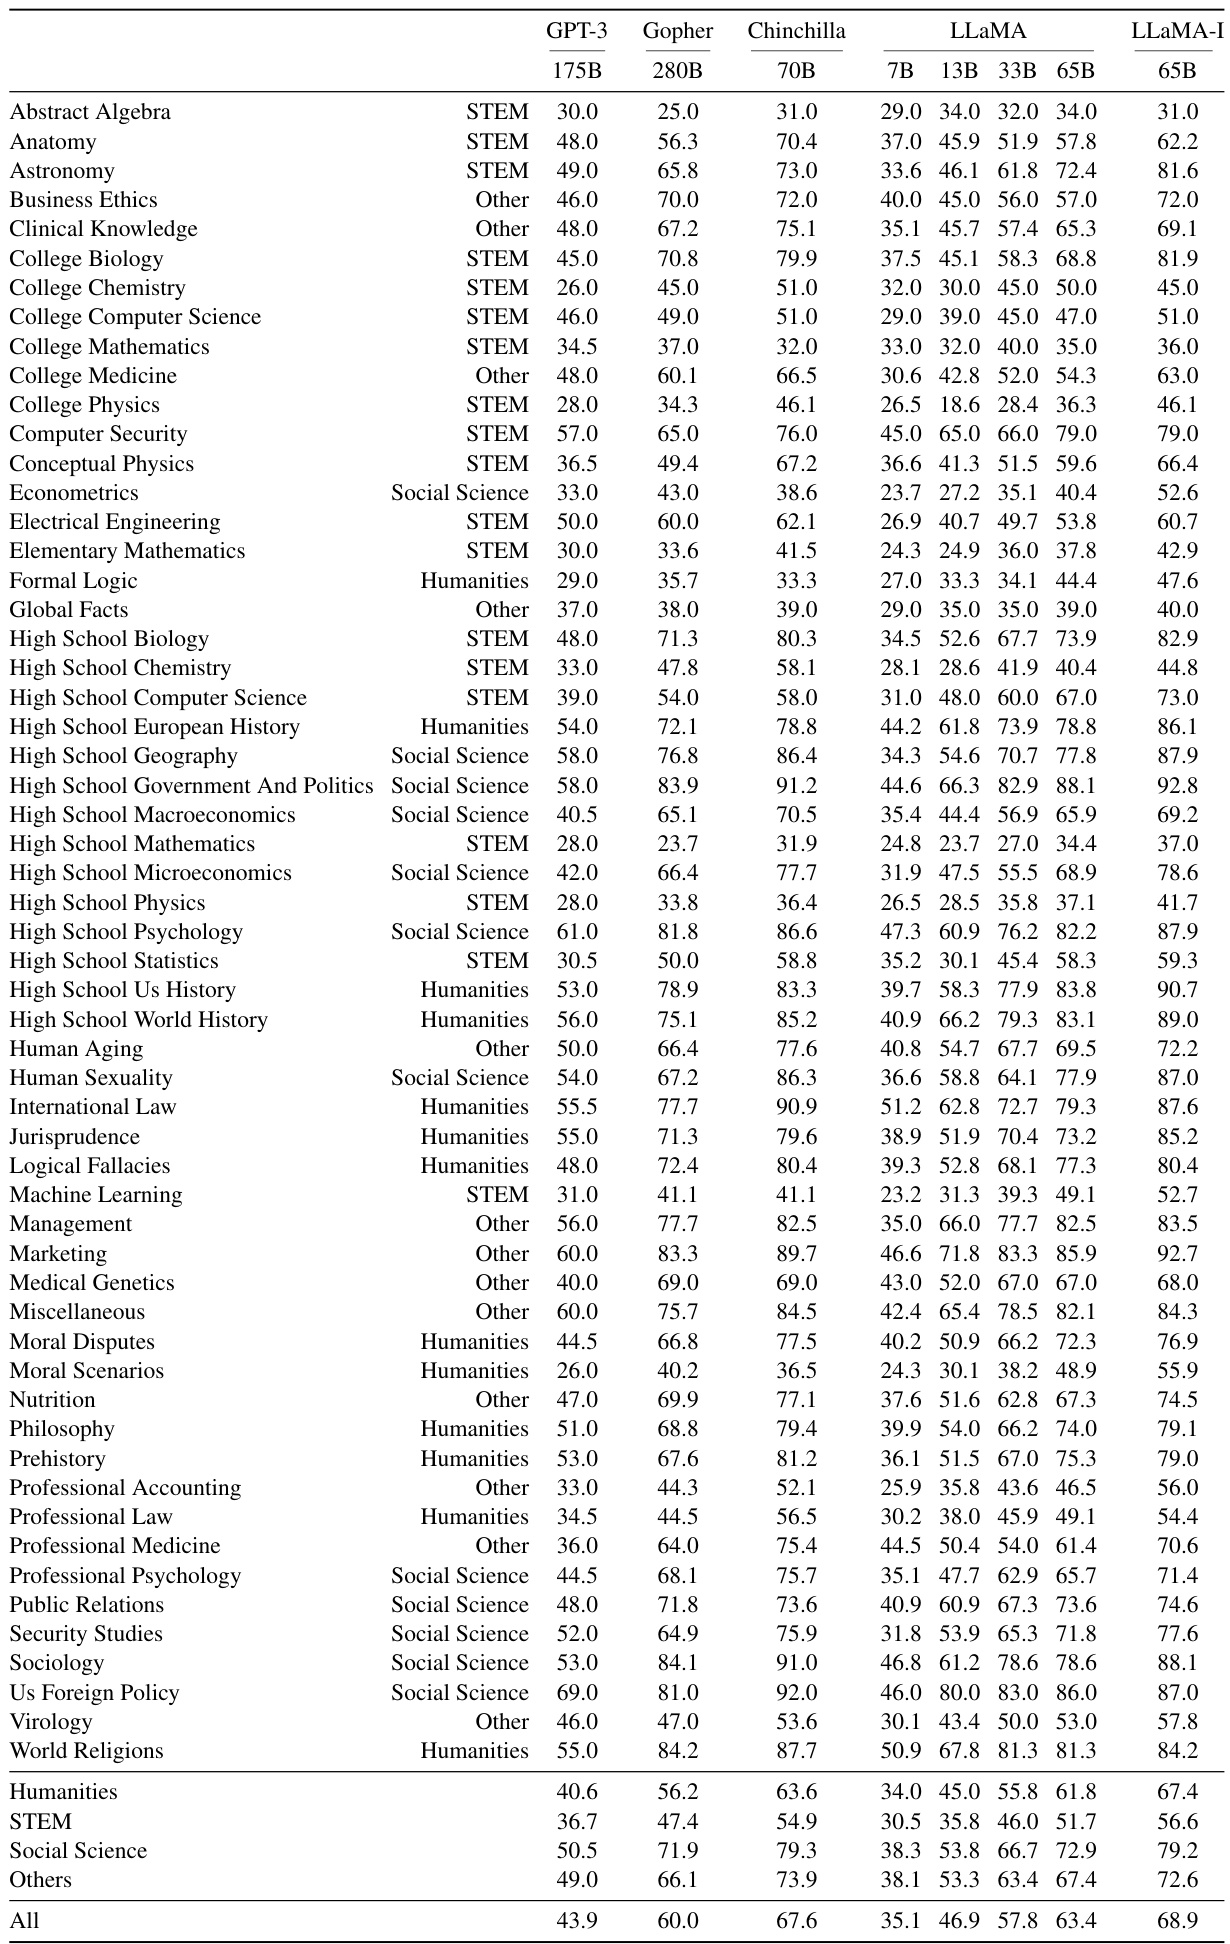 GPT-3 Gopher Chinchilla LLaMA LLaMA-I
175B 280B 70B 7B 13B 33B 65B 65B
Abstract Algebra STEM 30.0 25.0 31.0 29.0 34.0 32.0 34.0 31.0
Anatomy STEM 48.0 56.3 70.4 37.0 45.9 51.9 57.8 62.2
Astronomy STEM 49.0 65.8 73.0 33.6 46.1 61.8 72.4 81.6
Business Ethics Other 46.0 70.0 72.0 40.0 45.0 56.0 57.0 72.0
Clinical Knowledge Other 48.0 67.2 75.1 35.1 45.7 57.4 65.3 69.1
College Biology STEM 45.0 70.8 79.9 37.5 45.1 58.3 68.8 81.9
College Chemistry STEM 26.0 45.0 51.0 32.0 30.0 45.0 50.0 45.0
College Computer Science STEM 46.0 49.0 51.0 29.0 39.0 45.0 47.0 51.0
College Mathematics STEM 34.5 37.0 32.0 33.0 32.0 40.0 35.0 36.0
College Medicine Other 48.0 60.1 66.5 30.6 42.8 52.0 54.3 63.0
College Physics STEM 28.0 34.3 46.1 26.5 18.6 28.4 36.3 46.1
Computer Security STEM 57.0 65.0 76.0 45.0 65.0 66.0 79.0 79.0
Conceptual Physics STEM 36.5 49.4 67.2 36.6 41.3 51.5 59.6 66.4
Econometrics Social Science 33.0 43.0 38.6 23.7 27.2 35.1 40.4 52.6
Electrical Engineering STEM 50.0 60.0 62.1 26.9 40.7 49.7 53.8 60.7
Elementary Mathematics STEM 30.0 33.6 41.5 24.3 24.9 36.0 37.8 42.9
Formal Logic Humanities 29.0 35.7 33.3 27.0 33.3 34.1 44.4 47.6
Global Facts Other 37.0 38.0 39.0 29.0 35.0 35.0 39.0 40.0
High School Biology STEM 48.0 71.3 80.3 34.5 52.6 67.7 73.9 82.9
High School Chemistry STEM 33.0 47.8 58.1 28.1 28.6 41.9 40.4 44.8
High School Computer Science STEM 39.0 54.0 58.0 31.0 48.0 60.0 67.0 73.0
High School European History Humanities 54.0 72.1 78.8 44.2 61.8 73.9 78.8 86.1
High School Geography Social Science 58.0 76.8 86.4 34.3 54.6 70.7 77.8 87.9
High School Government And Politics Social Science 58.0 83.9 91.2 44.6 66.3 82.9 88.1 92.8
High School Macroeconomics Social Science 40.5 65.1 70.5 35.4 44.4 56.9 65.9 69.2
High School Mathematics STEM 28.0 23.7 31.9 24.8 23.7 27.0 34.4 37.0
High School Microeconomics Social Science 42.0 66.4 77.7 31.9 47.5 55.5 68.9 78.6
High School Physics STEM 28.0 33.8 36.4 26.5 28.5 35.8 37.1 41.7
High School Psychology Social Science 61.0 81.8 86.6 47.3 60.9 76.2 82.2 87.9
High School Statistics STEM 30.5 50.0 58.8 35.2 30.1 45.4 58.3 59.3
High School Us History Humanities 53.0 78.9 83.3 39.7 58.3 77.9 83.8 90.7
High School World History Humanities 56.0 75.1 85.2 40.9 66.2 79.3 83.1 89.0
Human Aging Other 50.0 66.4 77.6 40.8 54.7 67.7 69.5 72.2
Human Sexuality Social Science 54.0 67.2 86.3 36.6 58.8 64.1 77.9 87.0
International Law Humanities 55.5 77.7 90.9 51.2 62.8 72.7 79.3 87.6
Jurisprudence Humanities 55.0 71.3 79.6 38.9 51.9 70.4 73.2 85.2
Logical Fallacies Humanities 48.0 72.4 80.4 39.3 52.8 68.1 77.3 80.4
Machine Learning STEM 31.0 41.1 41.1 23.2 31.3 39.3 49.1 52.7
Management Other 56.0 77.7 82.5 35.0 66.0 77.7 82.5 83.5
Marketing Other 60.0 83.3 89.7 46.6 71.8 83.3 85.9 92.7
Medical Genetics Other 40.0 69.0 69.0 43.0 52.0 67.0 67.0 68.0
Miscellaneous Other 60.0 75.7 84.5 42.4 65.4 78.5 82.1 84.3
Moral Disputes Humanities 44.5 66.8 77.5 40.2 50.9 66.2 72.3 76.9
Moral Scenarios Humanities 26.0 40.2 36.5 24.3 30.1 38.2 48.9 55.9
Nutrition Other 47.0 69.9 77.1 37.6 51.6 62.8 67.3 74.5
Philosophy Humanities 51.0 68.8 79.4 39.9 54.0 66.2 74.0 79.1
Prehistory Humanities 53.0 67.6 81.2 36.1 51.5 67.0 75.3 79.0
Professional Accounting Other 33.0 44.3 52.1 25.9 35.8 43.6 46.5 56.0
Professional Law Humanities 34.5 44.5 56.5 30.2 38.0 45.9 49.1 54.4
Professional Medicine Other 36.0 64.0 75.4 44.5 50.4 54.0 61.4 70.6
Professional Psychology Social Science 44.5 68.1 75.7 35.1 47.7 62.9 65.7 71.4
Public Relations Social Science 48.0 71.8 73.6 40.9 60.9 67.3 73.6 74.6
Security Studies Social Science 52.0 64.9 75.9 31.8 53.9 65.3 71.8 77.6
Sociology Social Science 53.0 84.1 91.0 46.8 61.2 78.6 78.6 88.1
Us Foreign Policy Social Science 69.0 81.0 92.0 46.0 80.0 83.0 86.0 87.0
Virology Other 46.0 47.0 53.6 30.1 43.4 50.0 53.0 57.8
World Religions Humanities 55.0 84.2 87.7 50.9 67.8 81.3 81.3 84.2
Humanities 40.6 56.2 63.6 34.0 45.0 55.8 61.8 67.4
STEM 36.7 47.4 54.9 30.5 35.8 46.0 51.7 56.6
Social Science 50.5 71.9 79.3 38.3 53.8 66.7 72.9 79.2
Others 49.0 66.1 73.9 38.1 53.3 63.4 67.4 72.6
All 43.9 60.0 67.6 35.1 46.9 57.8 63.4 68.9